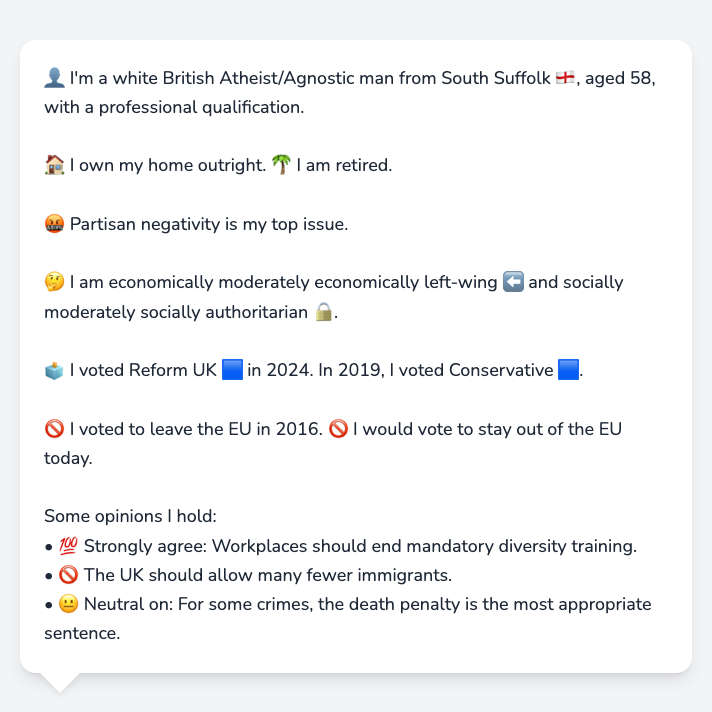 👤 I'm a white British Atheist/Agnostic man from South Suffolk 🏴󠁧󠁢󠁥󠁮󠁧󠁿, aged 58,
with a professional qualification.
🏠 I own my home outright. 🌴 I am retired.
🤬 Partisan negativity is my top issue.
🤔 I am economically moderately economically left-wing ⬅️ and socially
moderately socially authoritarian 🔒.
🗳️ I voted Reform UK 🟦 in 2024. In 2019, I voted Conservative 🟦.
🚫 I voted to leave the EU in 2016. 🚫 I would vote to stay out of the EU
today.
Some opinions I hold:
• 💯 Strongly agree: Workplaces should end mandatory diversity training.
• 🚫 The UK should allow many fewer immigrants.
• 😐 Neutral on: For some crimes, the death penalty is the most appropriate
sentence.